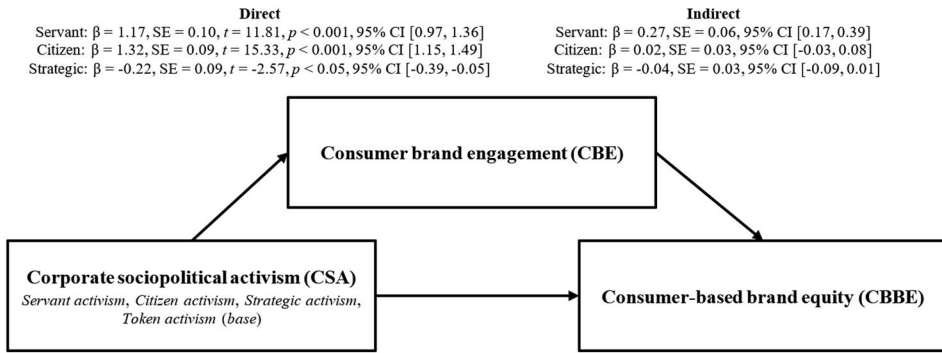 Direct
Servant: β = 1.17, SE = 0.10, t = 11.81, p < 0.001, 95% CI [0.97, 1.36]
Citizen: β = 1.32, SE = 0.09, t = 15.33, p < 0.001, 95% CI [1.15, 1.49]
Strategic: β = -0.22, SE = 0.09, t = -2.57, p < 0.05, 95% CI [-0.39, -0.05]
Indirect
Servant: β = 0.27, SE = 0.06, 95% CI [0.17, 0.39]
Citizen: β = 0.02, SE = 0.03, 95% CI [-0.03, 0.08]
Strategic: β = -0.04, SE = 0.03, 95% CI [-0.09, 0.01]
Consumer brand engagement (CBE)
Corporate sociopolitical activism (CSA)
Servant activism, Citizen activism, Strategic activism,
Token activism (base)
Consumer-based brand equity (CBBE)